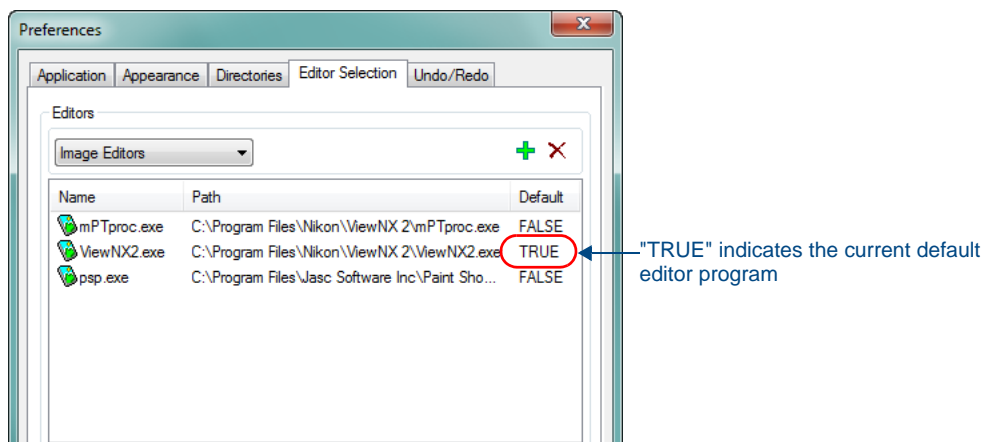 Preferences
Application Appearance Directories Editor Selection Undo/Redo
Editors
Image Editors
Name Path Default
mPTproc.exe C:\Program Files\Nikon\ViewNX 2\mPTproc.exe FALSE
ViewNX2.exe C:\Program Files\Nikon\ViewNX 2\ViewNX2.exe TRUE
psp.exe C:\Program Files\Jasc Software Inc\Paint Sho... FALSE
"TRUE" indicates the current default
editor program